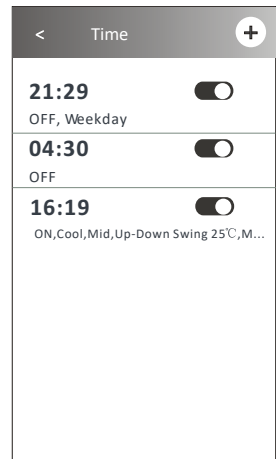 < Time +
21:29
OFF, Weekday
04:30
OFF
16:19
ON,Cool,Mid,Up-Down Swing 25℃,M...